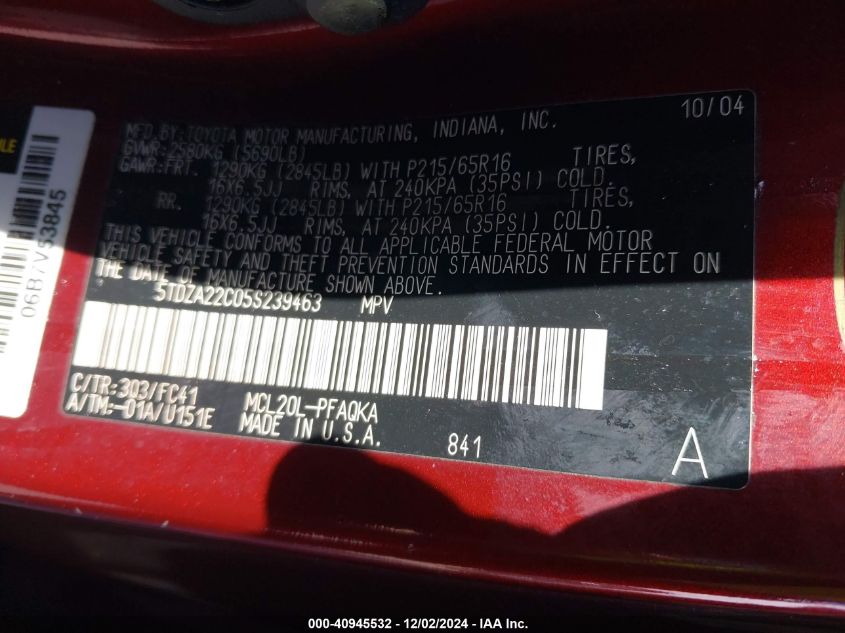 10/04
MFD.BY:TOYOTA MOTOR MANUFACTURING, INDIANA, INC.
GVWR:2580KG (5690LB)
GAWR:FRT. 1290KG (2845LB) WITH P215/65R16 TIRES,
16X6.5JJ RIMS, AT 240KPA (35PSI) COLD.
RR. 1290KG (2845LB) WITH P215/65R16 TIRES,
16X6.5JJ RIMS, AT 240KPA (35PSI) COLD.
THIS VEHICLE CONFORMS TO ALL APPLICABLE FEDERAL MOTOR
VEHICLE SAFETY AND THEFT PREVENTION STANDARDS IN EFFECT ON
THE DATE OF MANUFACTURE SHOWN ABOVE.
5TDZA22C05S239463 MPV
C/TR:303/FC41 MCL20L-PFAQKA
A/TM:-01A/U151E MADE IN U.S.A.
841
A
06B7V53845
000-40945532 - 12/02/2024 - IAA Inc.